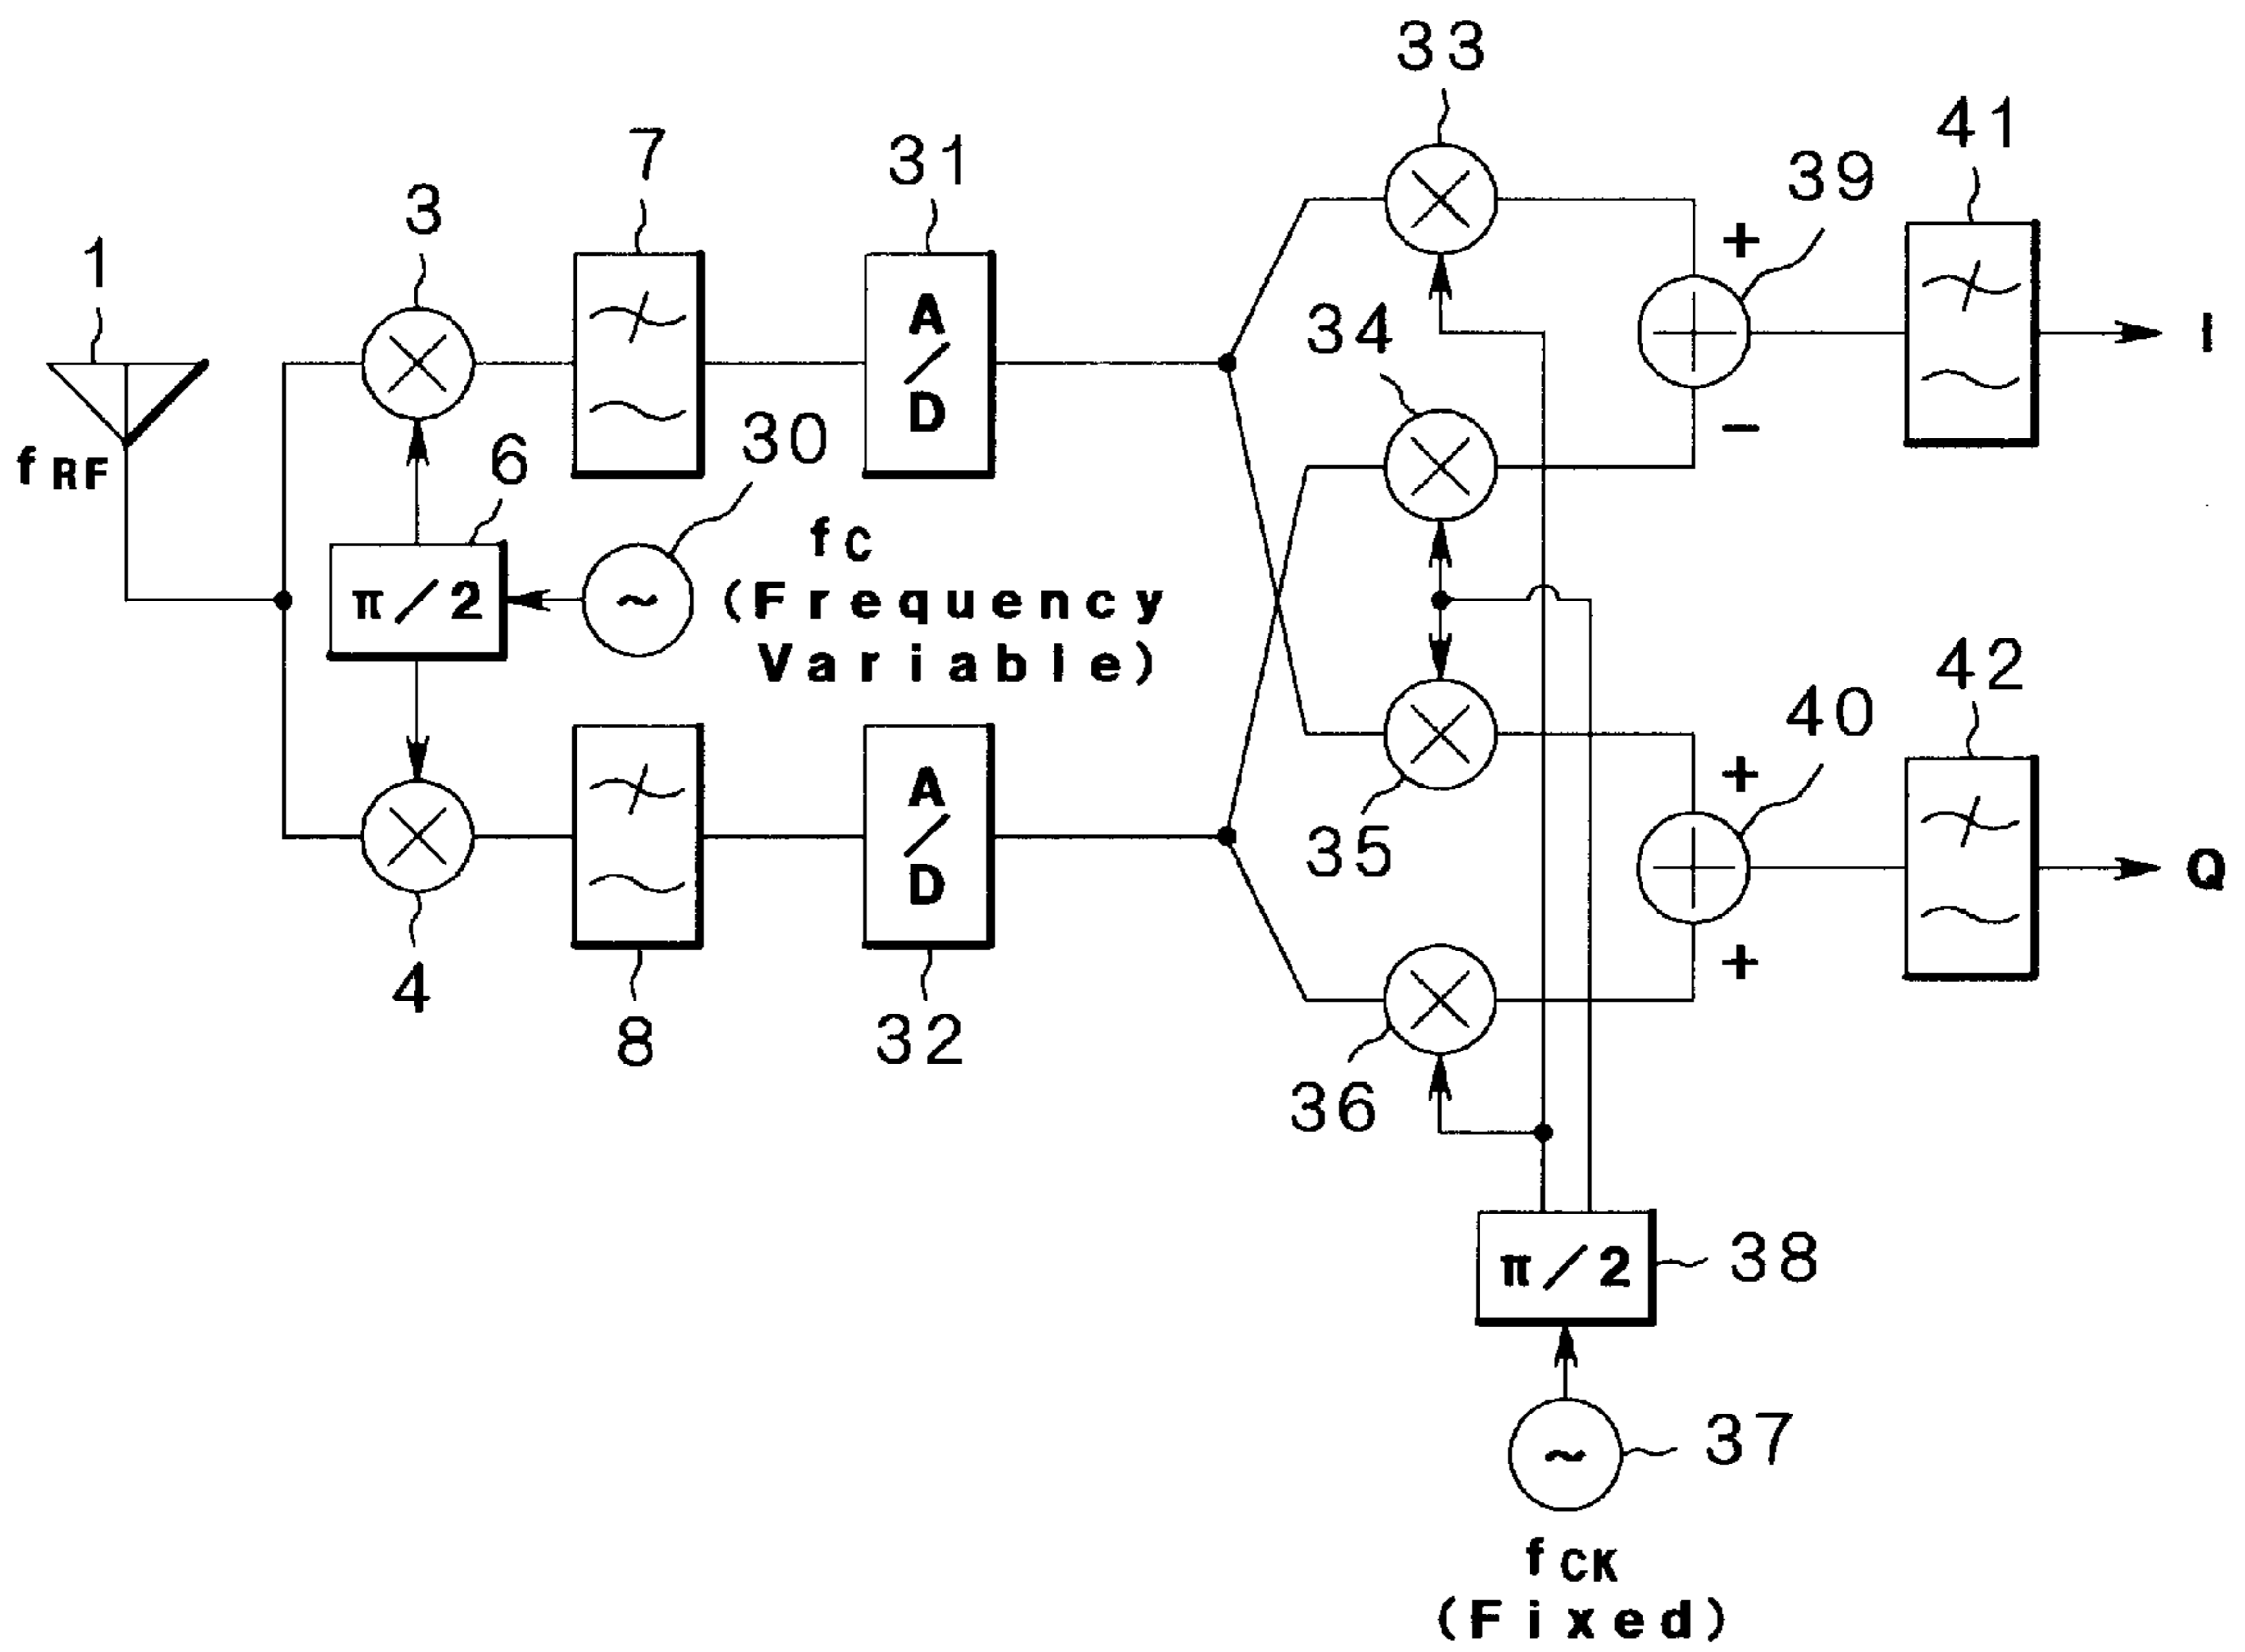 33
41
7
31
39
3
1
A
/
D
+
34
I
−
30
6
fRF
fC
π/2
~
(Frequency
Variable)
42
40
A
/
D
+
35
Q
4
+
8
32
36
π/2
38
~
37
fCK
(Fixed)